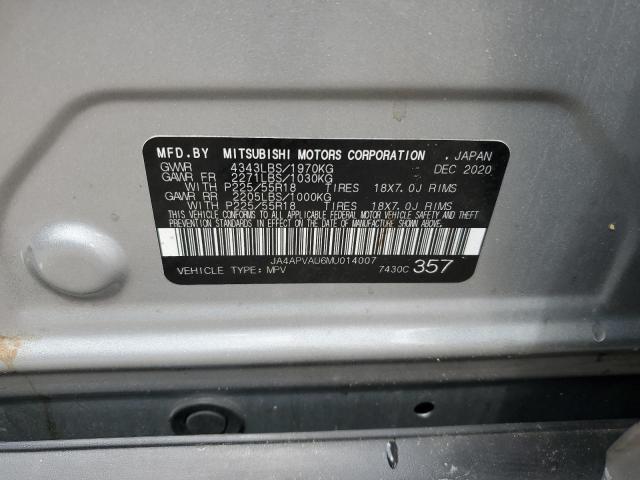 MFD.BY MITSUBISHI MOTORS CORPORATION , JAPAN
GVWR 4343LBS/1970KG DEC 2020
GAWR FR 2271LBS/1030KG
WITH P225/55R18 TIRES 18X7.0J RIMS
GAWR RR 2205LBS/1000KG
WITH P225/55R18 TIRES 18X7.0J RIMS
THIS VEHICLE CONFORMS TO ALL APPLICABLE FEDERAL MOTOR VEHICLE SAFETY AND THEFT
PREVENTION STANDARDS IN EFFECT ON THE DATE OF MANUFACTURE SHOWN ABOVE.
JA4APVAU6MU014007
VEHICLE TYPE: MPV 7430C 357